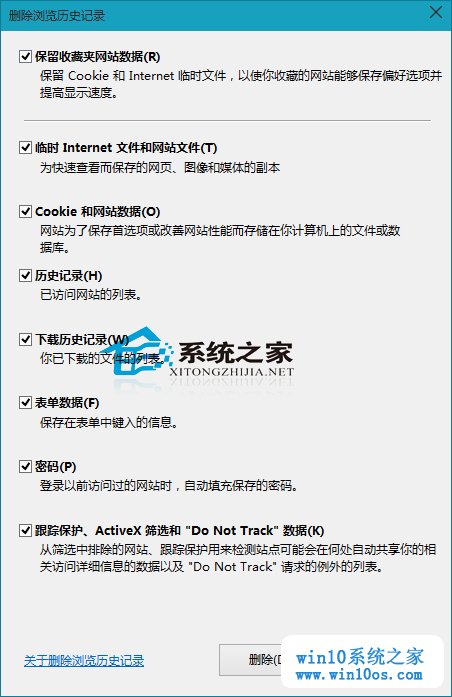 删除浏览历史记录
保留收藏夹网站数据(R)
保留 Cookie 和 Internet 临时文件，以使你收藏的网站能够保存偏好选项并
提高显示速度。
临时 Internet 文件和网站文件(T)
为快速查看而保存的网页、图像和媒体的副本
Cookie 和网站数据(O)
网站为了保存首选项或改善网站性能而存储在你计算机上的文件或数
据库。
历史记录(H)
已访问网站的列表。
下载历史记录(W)
你已下载的文件的列表。
系统之家
XITONGZHIJIA.NET
表单数据(F)
保存在表单中键入的信息。
密码(P)
登录以前访问过的网站时，自动填充保存的密码。
跟踪保护、ActiveX 筛选和 "Do Not Track" 数据(K)
从筛选中排除的网站、跟踪保护用来检测站点可能会在何处自动共享你的相
关访问详细信息的数据以及 "Do Not Track" 请求的例外的列表。
关于删除浏览历史记录
删除(D
win10系统之家
www.win10os.com